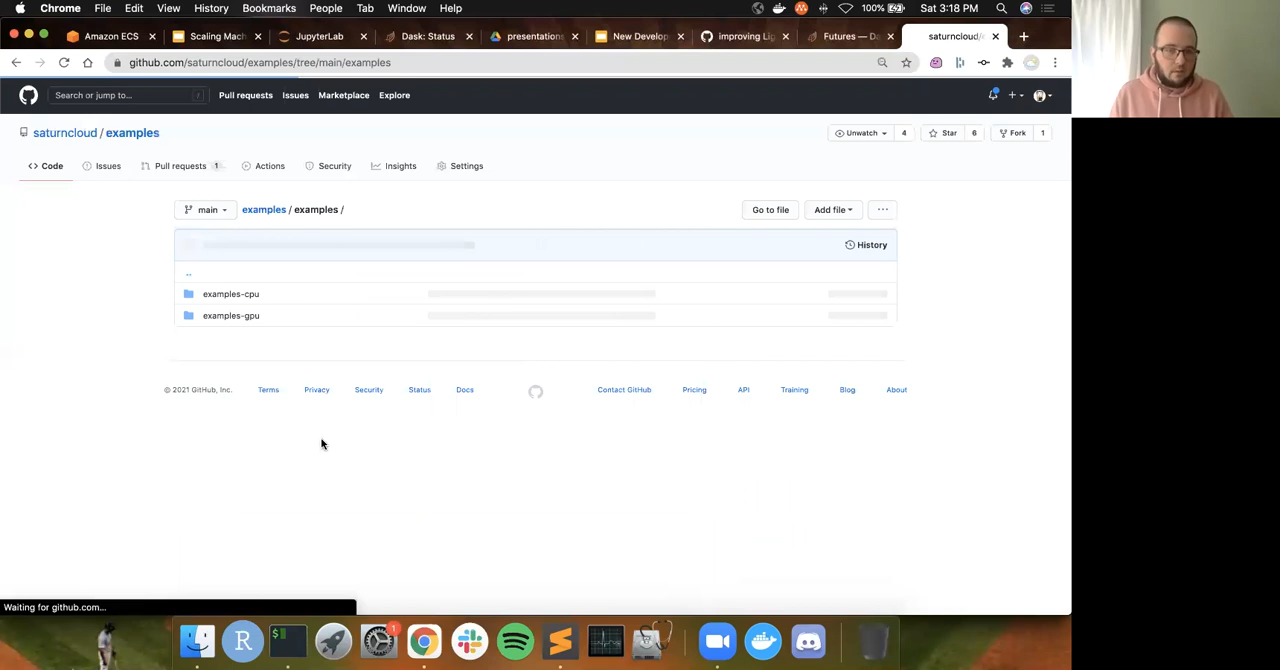 Chrome File Edit View History Bookmarks People Tab Window Help 100% Sat 3:18 PM
Amazon ECS Scaling Mach JupyterLab Dask: Status presentations New Develop improving Lig Futures — Da saturncloud/e
github.com/saturncloud/examples/tree/main/examples
Search or jump to... / Pull requests Issues Marketplace Explore
saturncloud / examples Unwatch 4 Star 6 Fork 1
Code Issues Pull requests 1 Actions Security Insights Settings
main examples / examples / Go to file Add file ...
History
..
examples-cpu
examples-gpu
© 2021 GitHub, Inc. Terms Privacy Security Status Docs Contact GitHub Pricing API Training Blog About
Waiting for github.com...
R $ 1